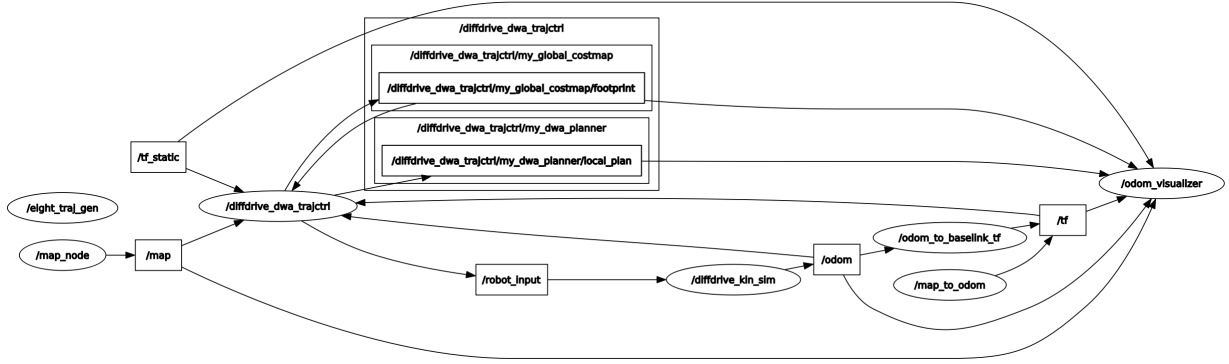 /diffdrive_dwa_trajctrl
/diffdrive_dwa_trajctrl/my_global_costmap
/diffdrive_dwa_trajctrl/my_global_costmap/footprint
/diffdrive_dwa_trajctrl/my_dwa_planner
/diffdrive_dwa_trajctrl/my_dwa_planner/local_plan
/tf_static
/eight_traj_gen
/diffdrive_dwa_trajctrl
/map_node
/map
/robot_input
/diffdrive_kin_sim
/odom
/odom_to_baselink_tf
/map_to_odom
/tf
/odom_visualizer